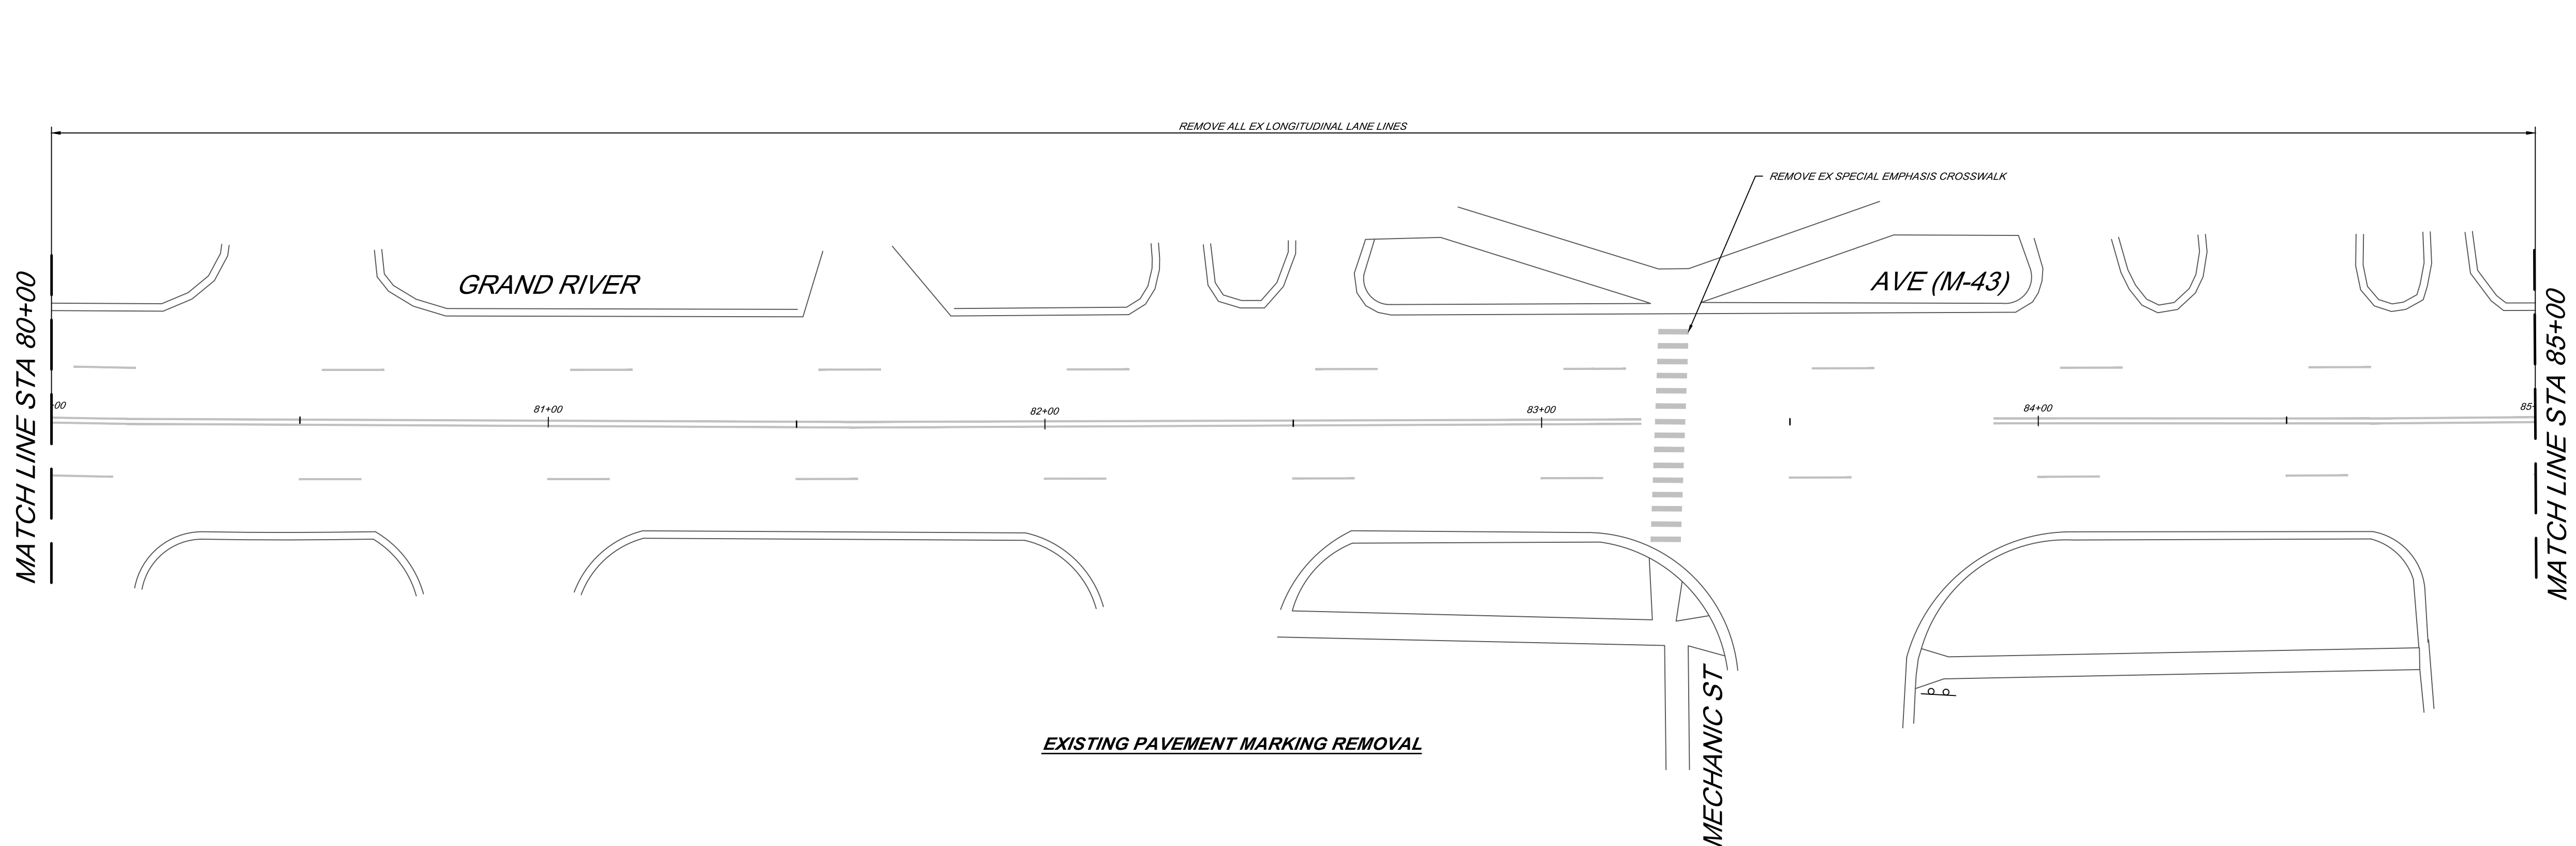 REMOVE ALL EX LONGITUDINAL LANE LINES
REMOVE EX SPECIAL EMPHASIS CROSSWALK
GRAND RIVER
AVE (M-43)
MATCH LINE STA 80+00
MATCH LINE STA 85+00
+00
81+00
82+00
83+00
84+00
85+
MECHANIC ST
EXISTING PAVEMENT MARKING REMOVAL